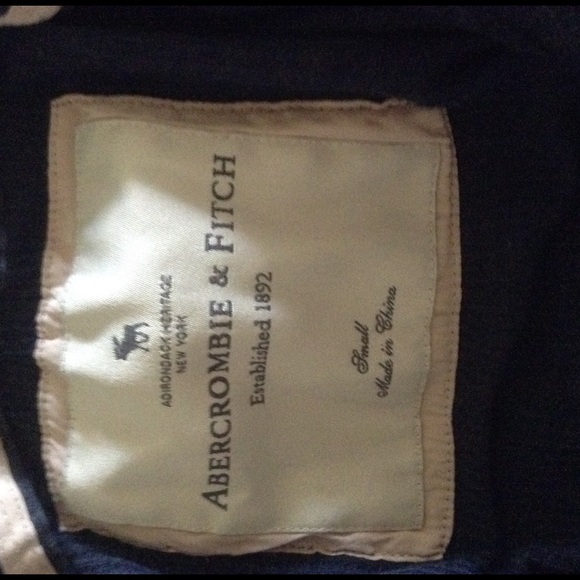 ADIRONDACK HERITAGE
NEW YORK
ABERCROMBIE & FITCH
Established 1892
Small
Made in China